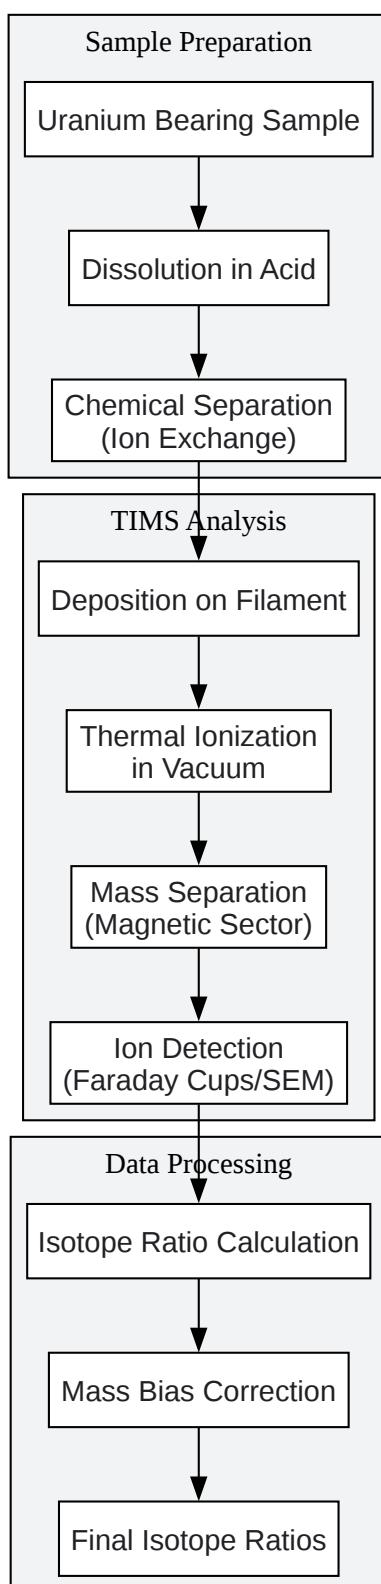 Sample Preparation
Uranium Bearing Sample
Dissolution in Acid
Chemical Separation
(Ion Exchange)
TIMS Analysis
Deposition on Filament
Thermal Ionization
in Vacuum
Mass Separation
(Magnetic Sector)
Ion Detection
(Faraday Cups/SEM)
Data Processing
Isotope Ratio Calculation
Mass Bias Correction
Final Isotope Ratios